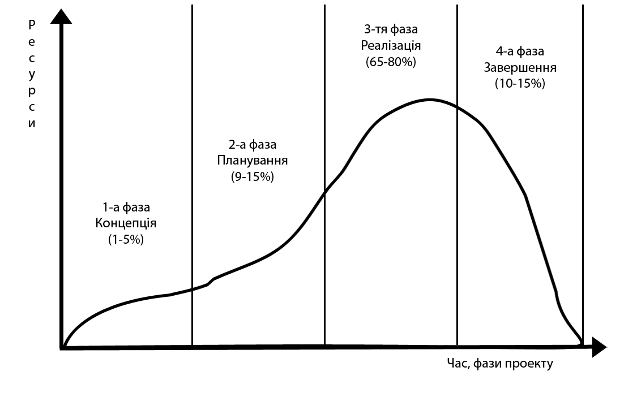 Ресурси
3-тя фаза
Реалізація
(65-80%)
4-а фаза
Завершення
(10-15%)
2-а фаза
Планування
(9-15%)
1-а фаза
Концепція
(1-5%)
Час, фази проекту